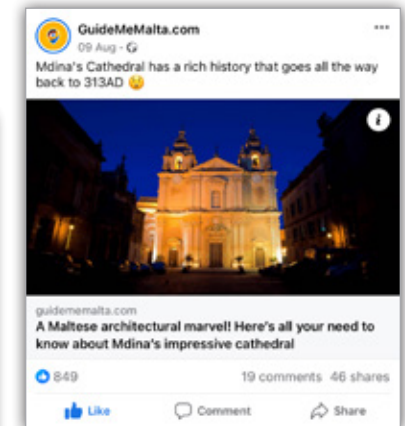 GuideMeMalta.com
09 Aug ·
Mdina's Cathedral has a rich history that goes all the way
back to 313AD 😮
guidememalta.com
A Maltese architectural marvel! Here's all your need to
know about Mdina's impressive cathedral
849
19 comments 46 shares
Like Comment Share